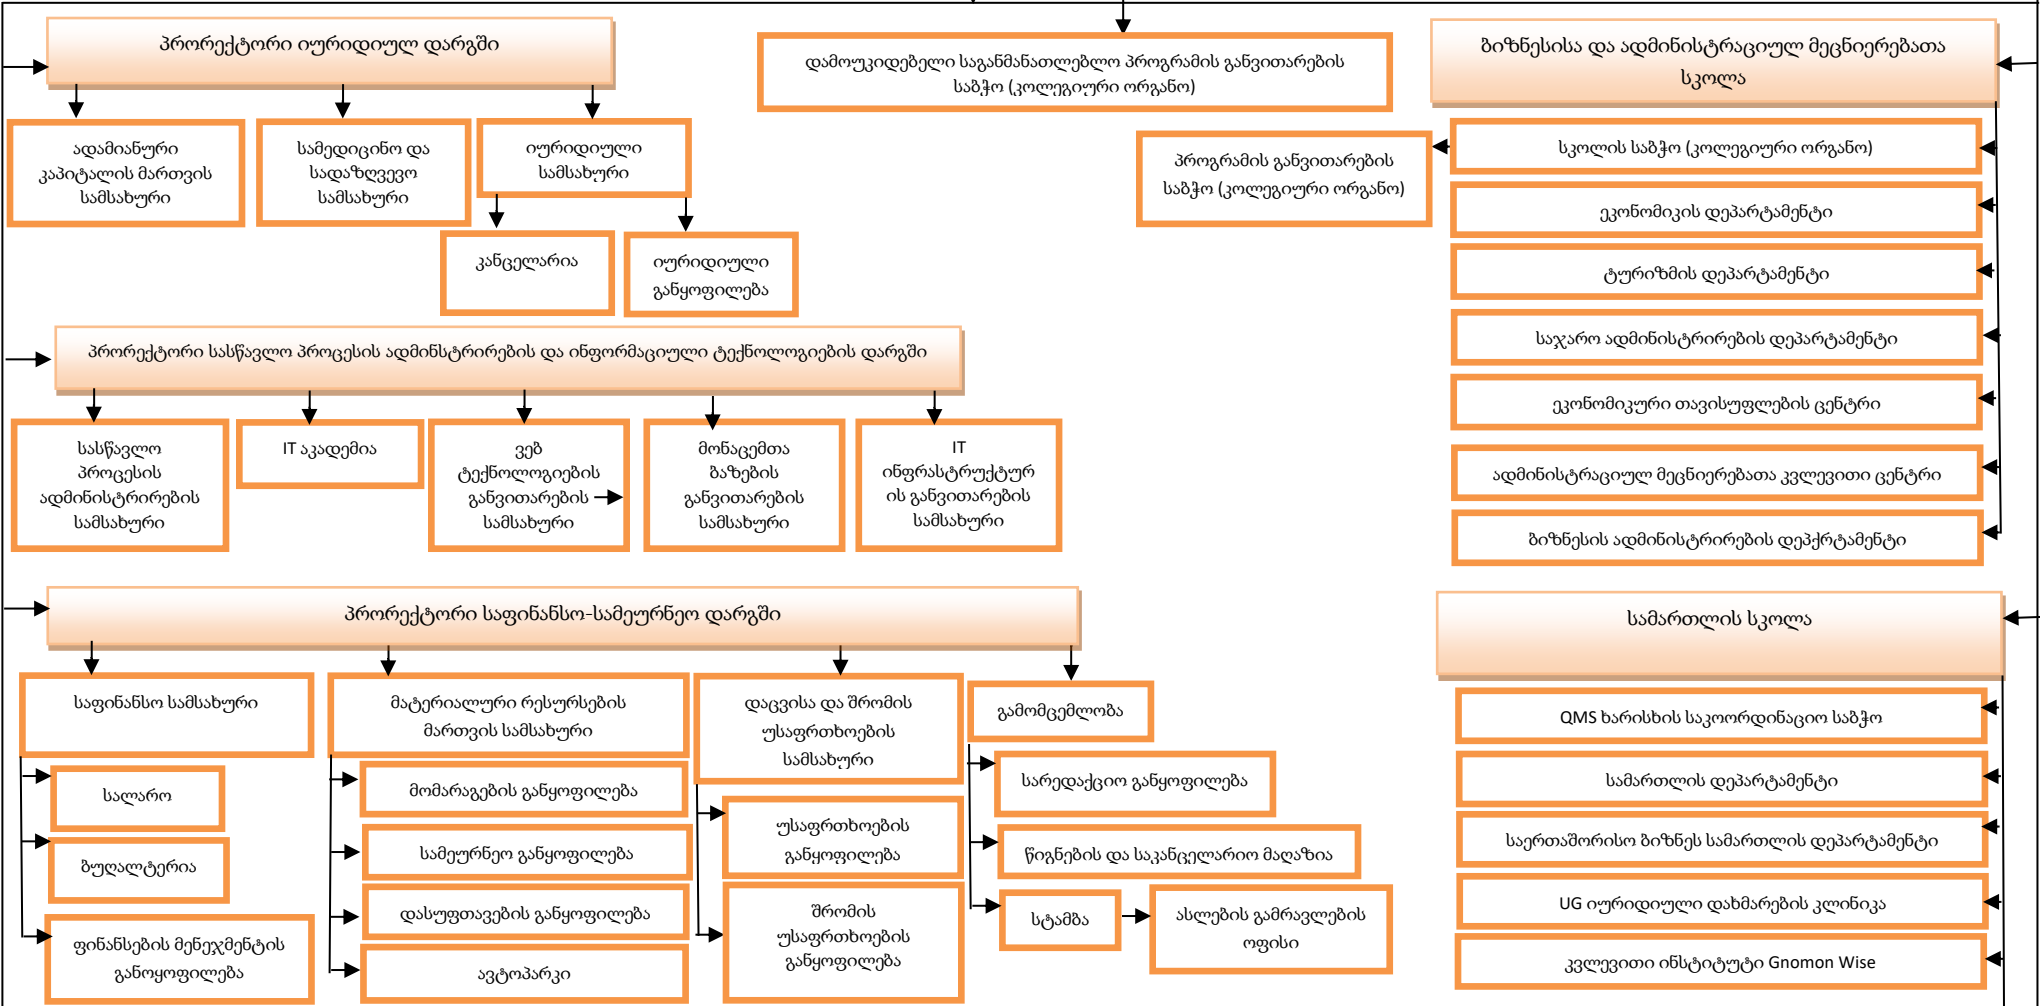 პრორექტორი იურიდიულ დარგში
ადამიანური
კაპიტალის მართვის
სამსახური
სამედიცინო და
სადაზღვევო
სამსახური
იურიდიული
სამსახური
კანცელარია
იურიდიული
განყოფილება
დამოუკიდებელი საგანმანათლებლო პროგრამის განვითარების
საბჭო (კოლეგიური ორგანო)
ბიზნესისა და ადმინისტრაციულ მეცნიერებათა
სკოლა
სკოლის საბჭო (კოლეგიური ორგანო)
პროგრამის განვითარების
საბჭო (კოლეგიური ორგანო)
ეკონომიკის დეპარტამენტი
ტურიზმის დეპარტამენტი
საჯარო ადმინისტრირების დეპარტამენტი
ეკონომიკური თავისუფლების ცენტრი
ადმინისტრაციულ მეცნიერებათა კვლევითი ცენტრი
ბიზნესის ადმინისტრირების დეპქრტამენტი
პრორექტორი სასწავლო პროცესის ადმინსტრირების და ინფორმაციული ტექნოლოგიების დარგში
სასწავლო
პროცესის
ადმინისტრირების
სამსახური
IT აკადემია
ვებ
ტექნოლოგიების
განვითარების
სამსახური
მონაცემთა
ბაზების
განვითარების
სამსახური
IT
ინფრასტრუქტურ
ის განვითარების
სამსახური
პრორექტორი საფინანსო-სამეურნეო დარგში
საფინანსო სამსახური
სალარო
ბუღალტერია
ფინანსების მენეჯმენტის
განოყოფილება
მატერიალური რესურსების
მართვის სამსახური
მომარაგების განყოფილება
სამეურნეო განყოფილება
დასუფთავების განყოფილება
ავტოპარკი
დაცვისა და შრომის
უსაფრთხოების
სამსახური
უსაფრთხოების
განყოფილება
შრომის
უსაფრთხოების
განყოფილება
გამომცემლობა
სარედაქციო განყოფილება
წიგნების და საკანცელარიო მაღაზია
სტამბა
ასლების გამრავლების
ოფისი
სამართლის სკოლა
QMS ხარისხის საკოორდინაციო საბჭო
სამართლის დეპარტამენტი
საერთაშორისო ბიზნეს სამართლის დეპარტამენტი
UG იურიდიული დახმარების კლინიკა
კვლევითი ინსტიტუტი Gnomon Wise